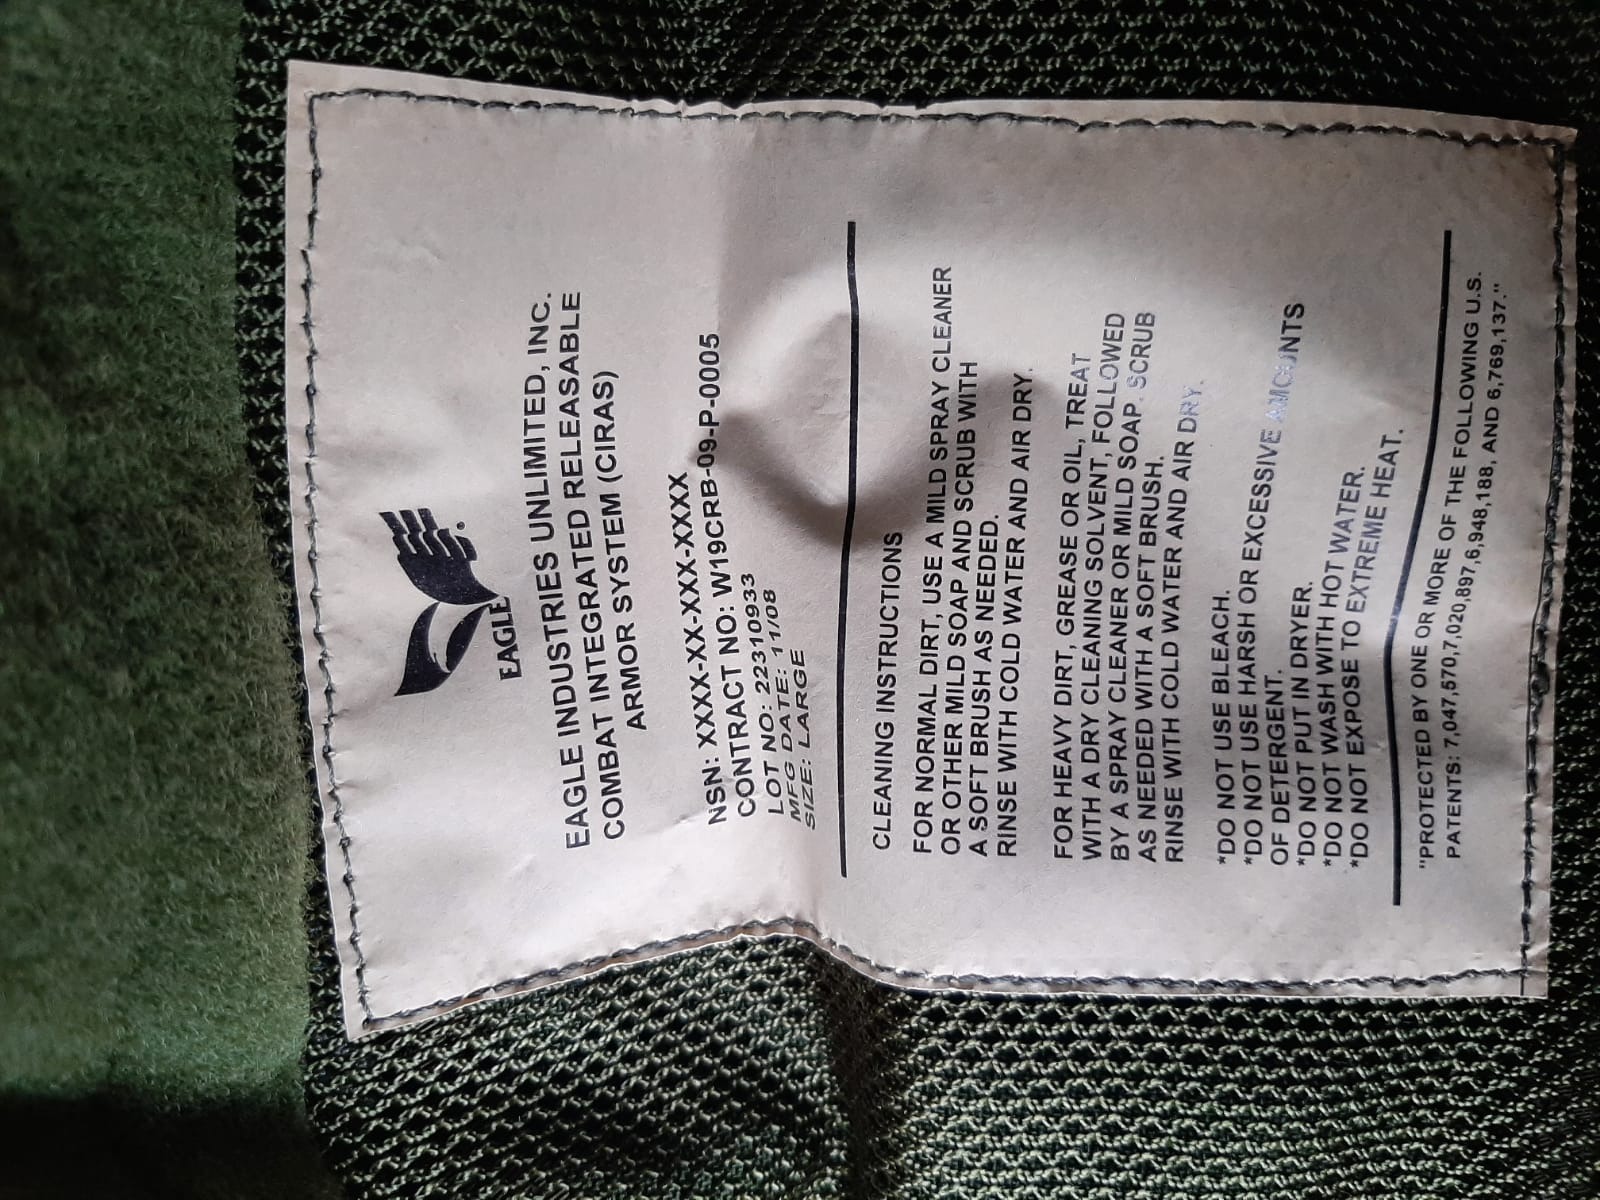 EAGLE
EAGLE INDUSTRIES UNLIMITED, INC.
COMBAT INTEGRATED RELEASABLE
ARMOR SYSTEM (CIRAS)
NSN: XXXX-XX-XXX-XXXX
CONTRACT NO: W19CRB-09-P-0005
LOT NO: 22310933
MFG DATE: 11/08
SIZE: LARGE
CLEANING INSTRUCTIONS
FOR NORMAL DIRT, USE A MILD SPRAY CLEANER
OR OTHER MILD SOAP AND SCRUB WITH
A SOFT BRUSH AS NEEDED.
RINSE WITH COLD WATER AND AIR DRY.
FOR HEAVY DIRT, GREASE OR OIL, TREAT
WITH A DRY CLEANING SOLVENT, FOLLOWED
BY A SPRAY CLEANER OR MILD SOAP. SCRUB
AS NEEDED WITH A SOFT BRUSH.
RINSE WITH COLD WATER AND AIR DRY.
*DO NOT USE BLEACH.
*DO NOT USE HARSH OR EXCESSIVE AMOUNTS
OF DETERGENT.
*DO NOT PUT IN DRYER.
*DO NOT WASH WITH HOT WATER.
*DO NOT EXPOSE TO EXTREME HEAT.
"PROTECTED BY ONE OR MORE OF THE FOLLOWING U.S.
PATENTS: 7,047,570,7,020,897,6,948,188, AND 6,769,137."